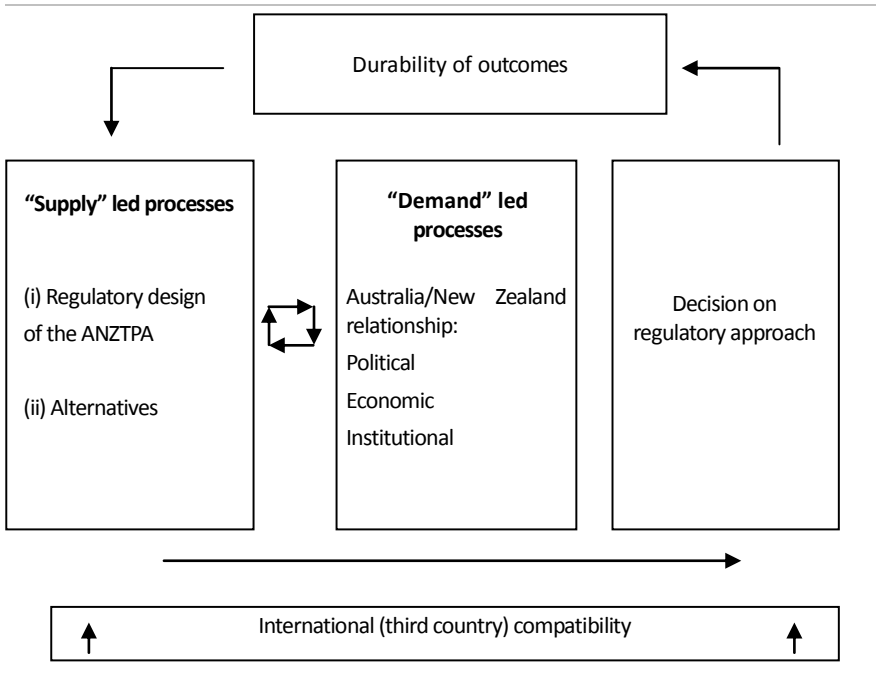 Durability of outcomes
“Supply” led processes
(i) Regulatory design
of the ANZTPA
(ii) Alternatives
“Demand” led
processes
Australia/New Zealand
relationship:
Political
Economic
Institutional
Decision on
regulatory approach
International (third country) compatibility